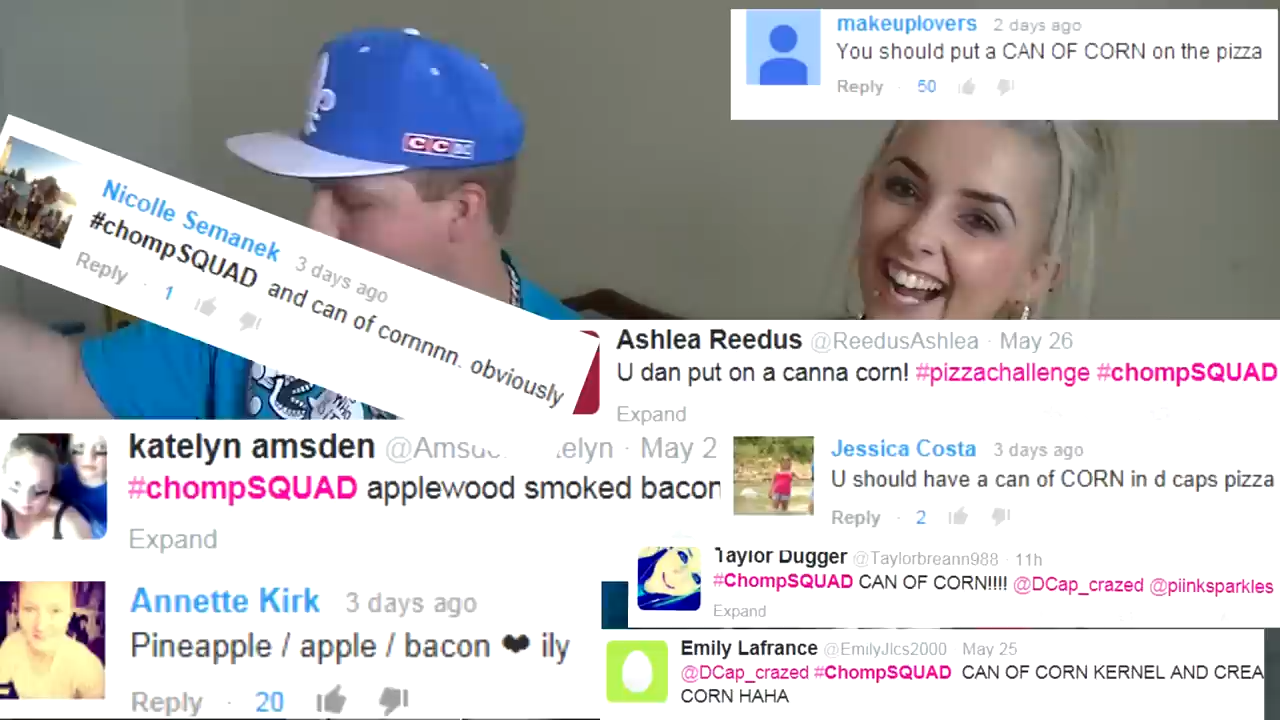 makeuplovers 2 days ago
You should put a CAN OF CORN on the pizza
Reply · 50
CCM
Nicolle Semanek 3 days ago
#chompSQUAD and can of cornnnn. obviously
Reply · 1
Ashlea Reedus @ReedusAshlea · May 26
U dan put on a canna corn! #pizzachallenge #chompSQUAD
Expand
katelyn amsden @Amsd elyn · May 2
#chompSQUAD applewood smoked bacon
Expand
Jessica Costa 3 days ago
U should have a can of CORN in d caps pizza
Reply · 2
Taylor Dugger @Taylorbreann988 · 11h
#ChompSQUAD CAN OF CORN!!!! @DCap_crazed @piinksparkles
Expand
Annette Kirk 3 days ago
Pineapple / apple / bacon ❤ ily
Reply · 20
Emily Lafrance @EmilyJlcs2000 May 25
@DCap_crazed #ChompSQUAD CAN OF CORN KERNEL AND CREA
CORN HAHA